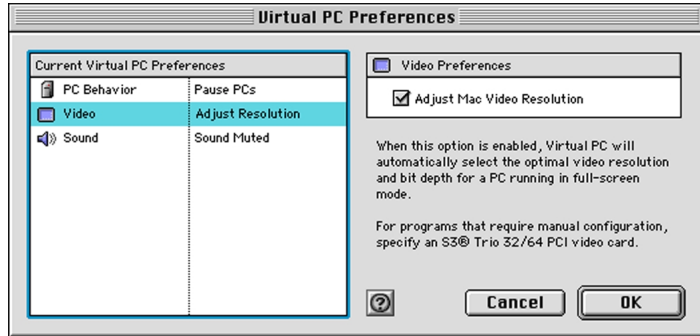 Virtual PC Preferences
Current Virtual PC Preferences
PC Behavior Pause PCs
Video Adjust Resolution
Sound Sound Muted
Video Preferences
Adjust Mac Video Resolution
When this option is enabled, Virtual PC will
automatically select the optimal video resolution
and bit depth for a PC running in full-screen
mode.
For programs that require manual configuration,
specify an S3® Trio 32/64 PCI video card.
? Cancel OK